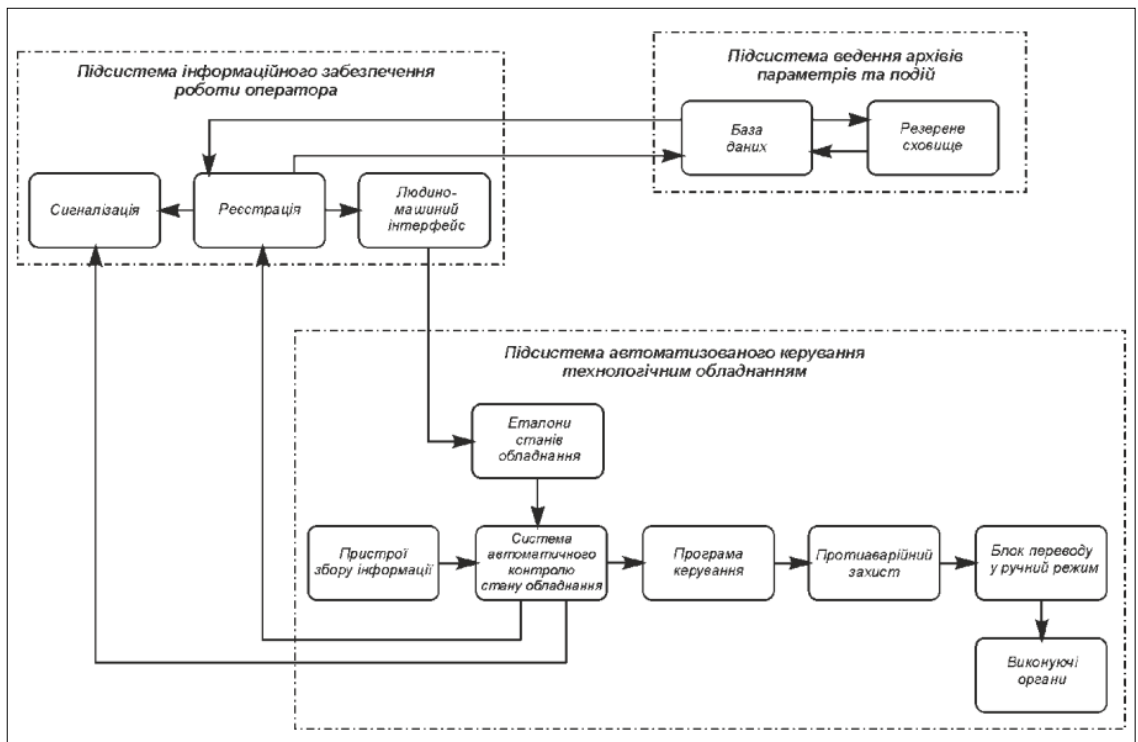 Підсистема інформаційного забезпечення
роботи оператора
Підсистема ведення архівів
параметрів та подій
База
даних
Резервне
сховище
Сигналізація
Реєстрація
Людино-
машиний
інтерфейс
Підсистема автоматизованого керування
технологічним обладнанням
Еталони
станів
обладнання
Пристрої
збору інформації
Система
автоматичного
контролю
стану обладнання
Програма
керування
Протиаварійний
захист
Блок переводу
у ручний режим
Виконуючі
органи